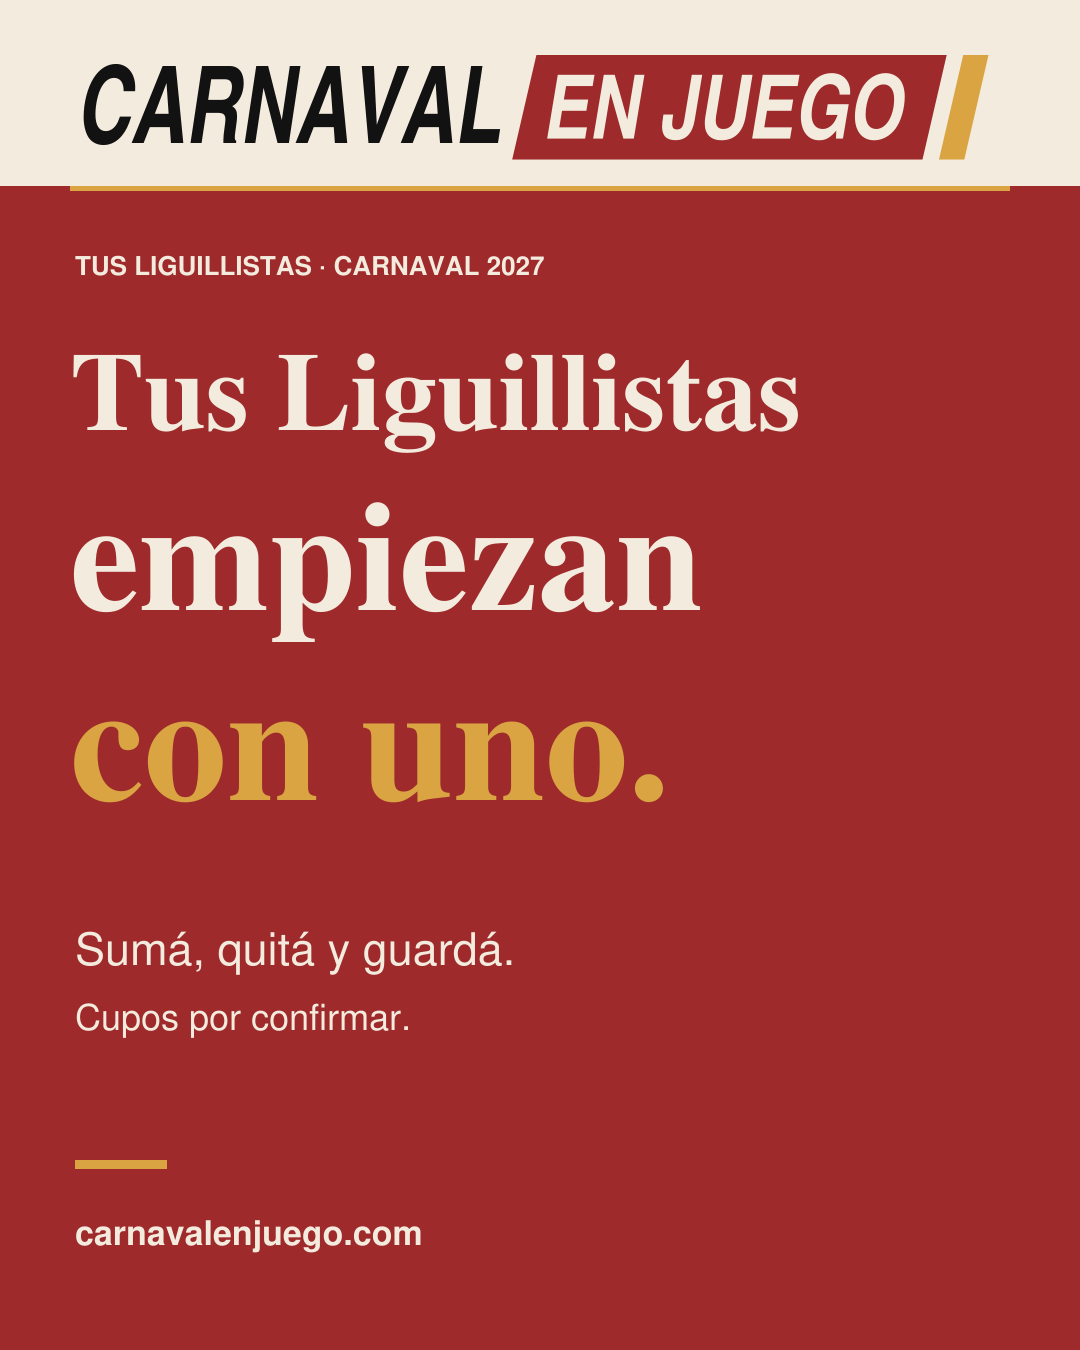 CARNAVAL EN JUEGO
TUS LIGUILLISTAS · CARNAVAL 2027
Tus Liguillistas
empiezan
con uno.
Sumá, quitá y guardá.
Cupos por confirmar.
carnavalenjuego.com